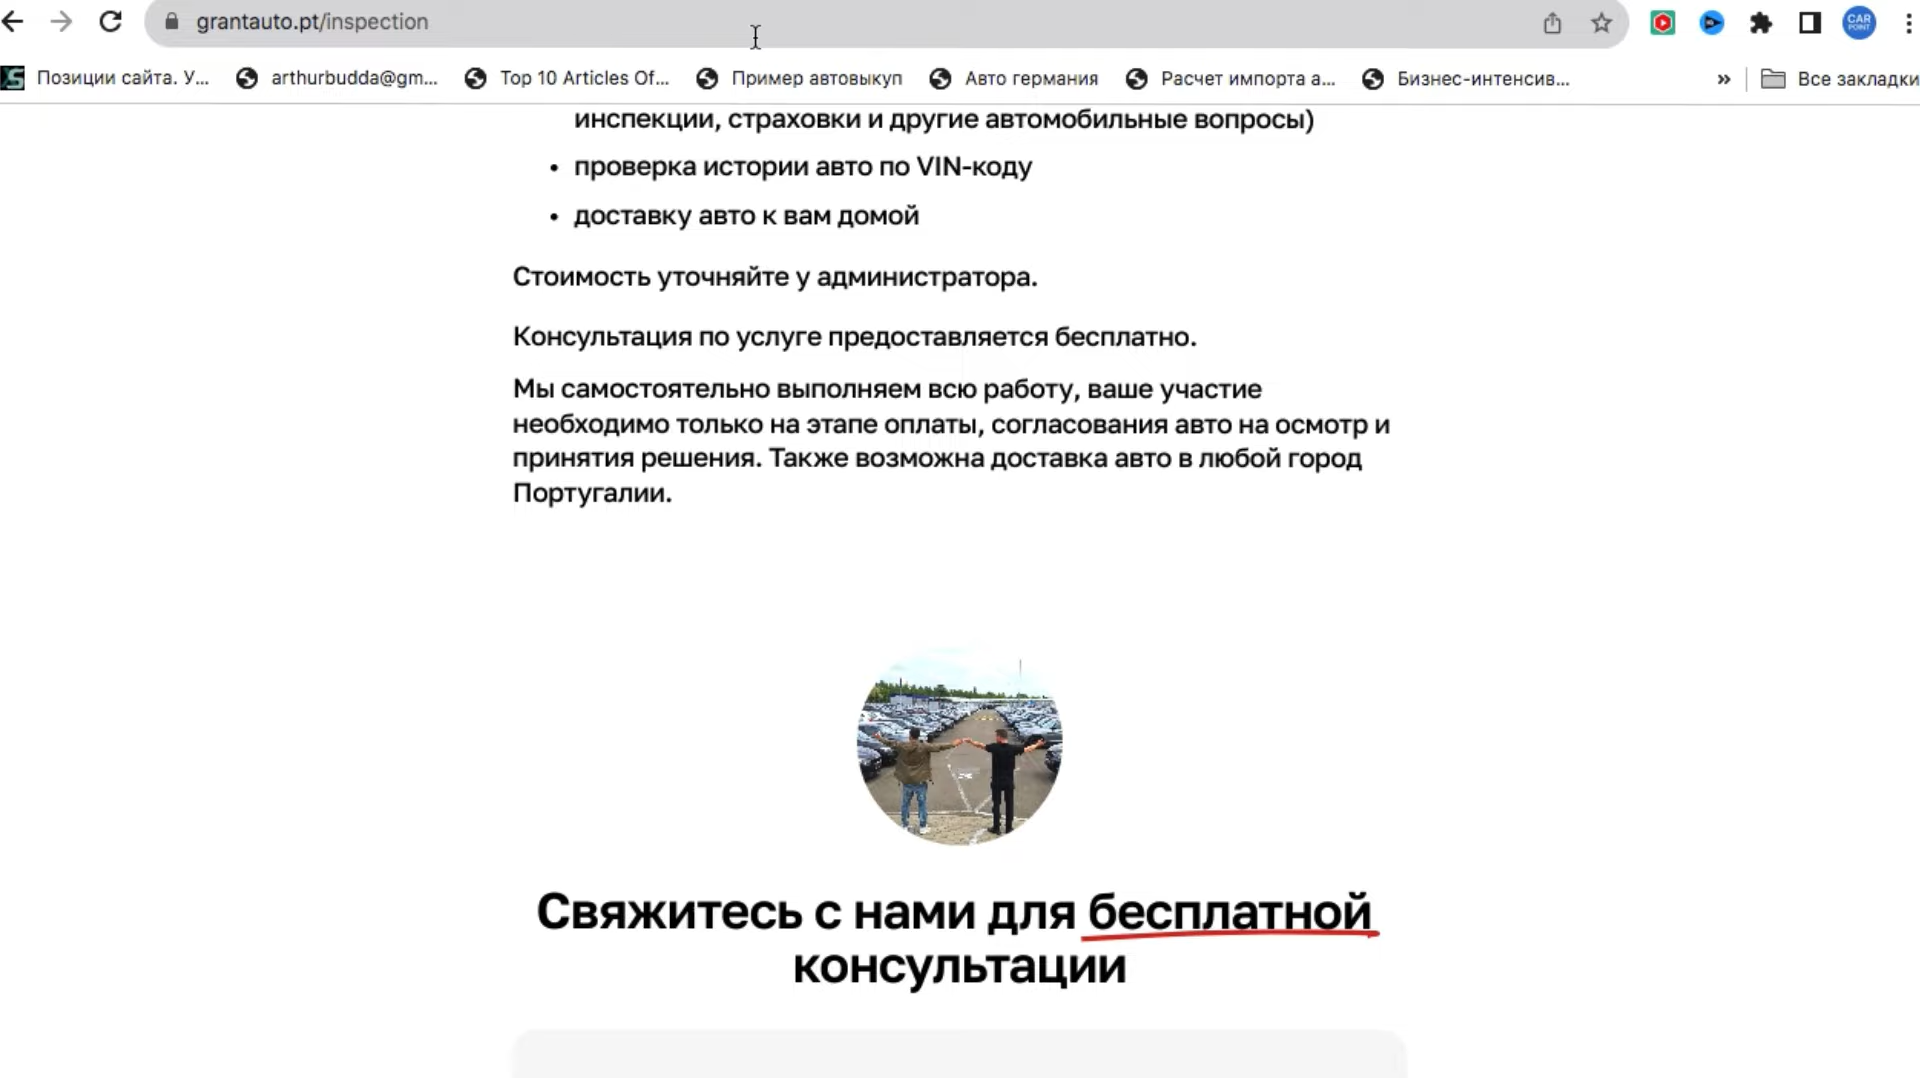 grantauto.pt/inspection
CAR POINT
Позиции сайта. У...
arthurbudda@gm...
Top 10 Articles Of...
Пример автовыкуп
Авто германия
Расчет импорта а...
Бизнес-интенсив...
»
Все закладки
инспекции, страховки и другие автомобильные вопросы)
• проверка истории авто по VIN-коду
• доставку авто к вам домой
Стоимость уточняйте у администратора.
Консультация по услуге предоставляется бесплатно.
Мы самостоятельно выполняем всю работу, ваше участие
необходимо только на этапе оплаты, согласования авто на осмотр и
принятия решения. Также возможна доставка авто в любой город
Португалии.
Свяжитесь с нами для бесплатной
консультации